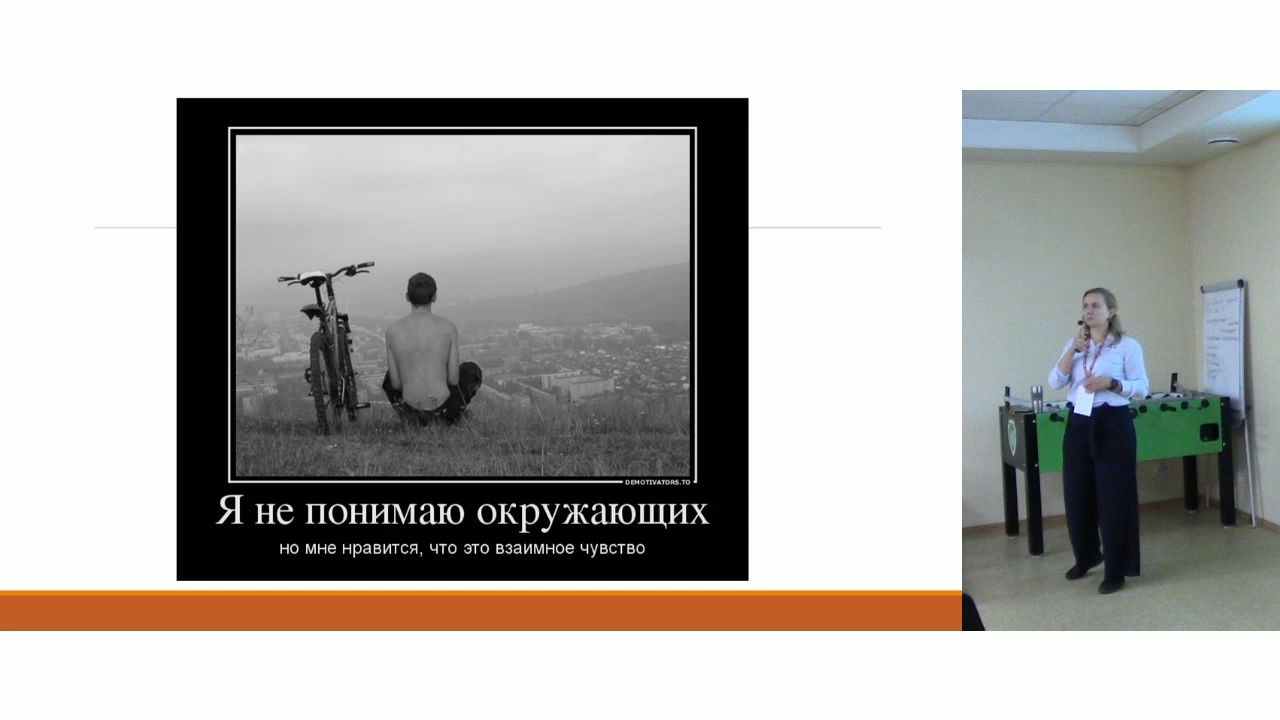 DEMOTIVATORS.TO
Я не понимаю окружающих
но мне нравится, что это взаимное чувство